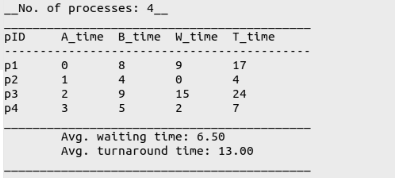 __No. of processes: 4__
pID A_time B_time W_time T_time
p1 0 8 9 17
p2 1 4 0 4
p3 2 9 15 24
p4 3 5 2 7
Avg. waiting time: 6.50
Avg. turnaround time: 13.00